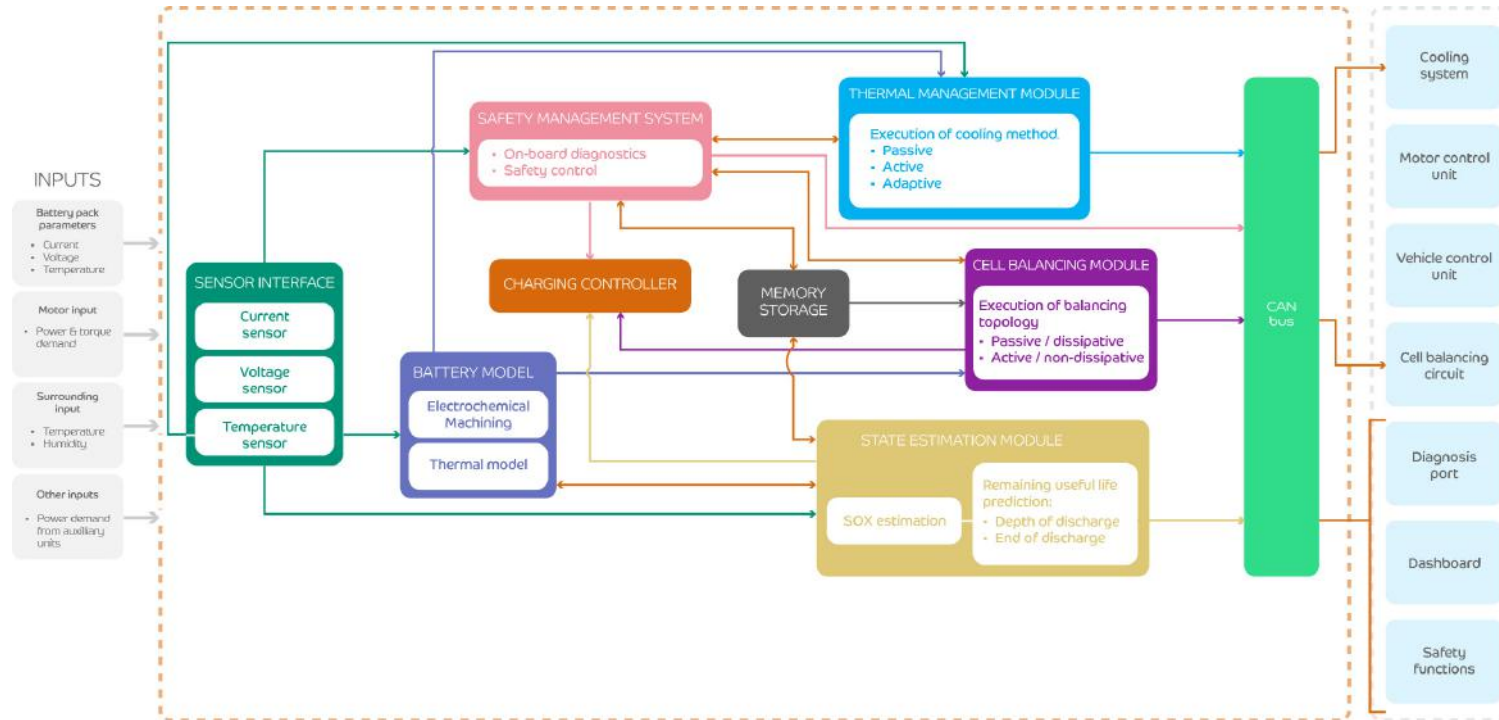 INPUTS
Battery pack
parameters
• Current
• Voltage
• Temperature
Motor input
• Power & torque
demand
Surrounding
input
• Temperature
• Humidity
Other inputs
• Power demand
from auxilliary
units
SENSOR INTERFACE
Current
sensor
Voltage
sensor
Temperature
sensor
BATTERY MODEL
Electrochemical
Machining
Thermal model
SAFETY MANAGEMENT SYSTEM
• On-board diagnostics
• Safety control
CHARGING CONTROLLER
MEMORY
STORAGE
THERMAL MANAGEMENT MODULE
Execution of cooling method.
• Passive
• Active
• Adaptive
CELL BALANCING MODULE
Execution of balancing
topology
• Passive / dissipative
• Active / non-dissipative
STATE ESTIMATION MODULE
SOX estimation
Remaining useful life
prediction:
• Depth of discharge
• End of discharge
CAN
bus
Cooling
system
Motor control
unit
Vehicle control
unit
Cell balancing
circuit
Diagnosis
port
Dashboard
Safety
functions